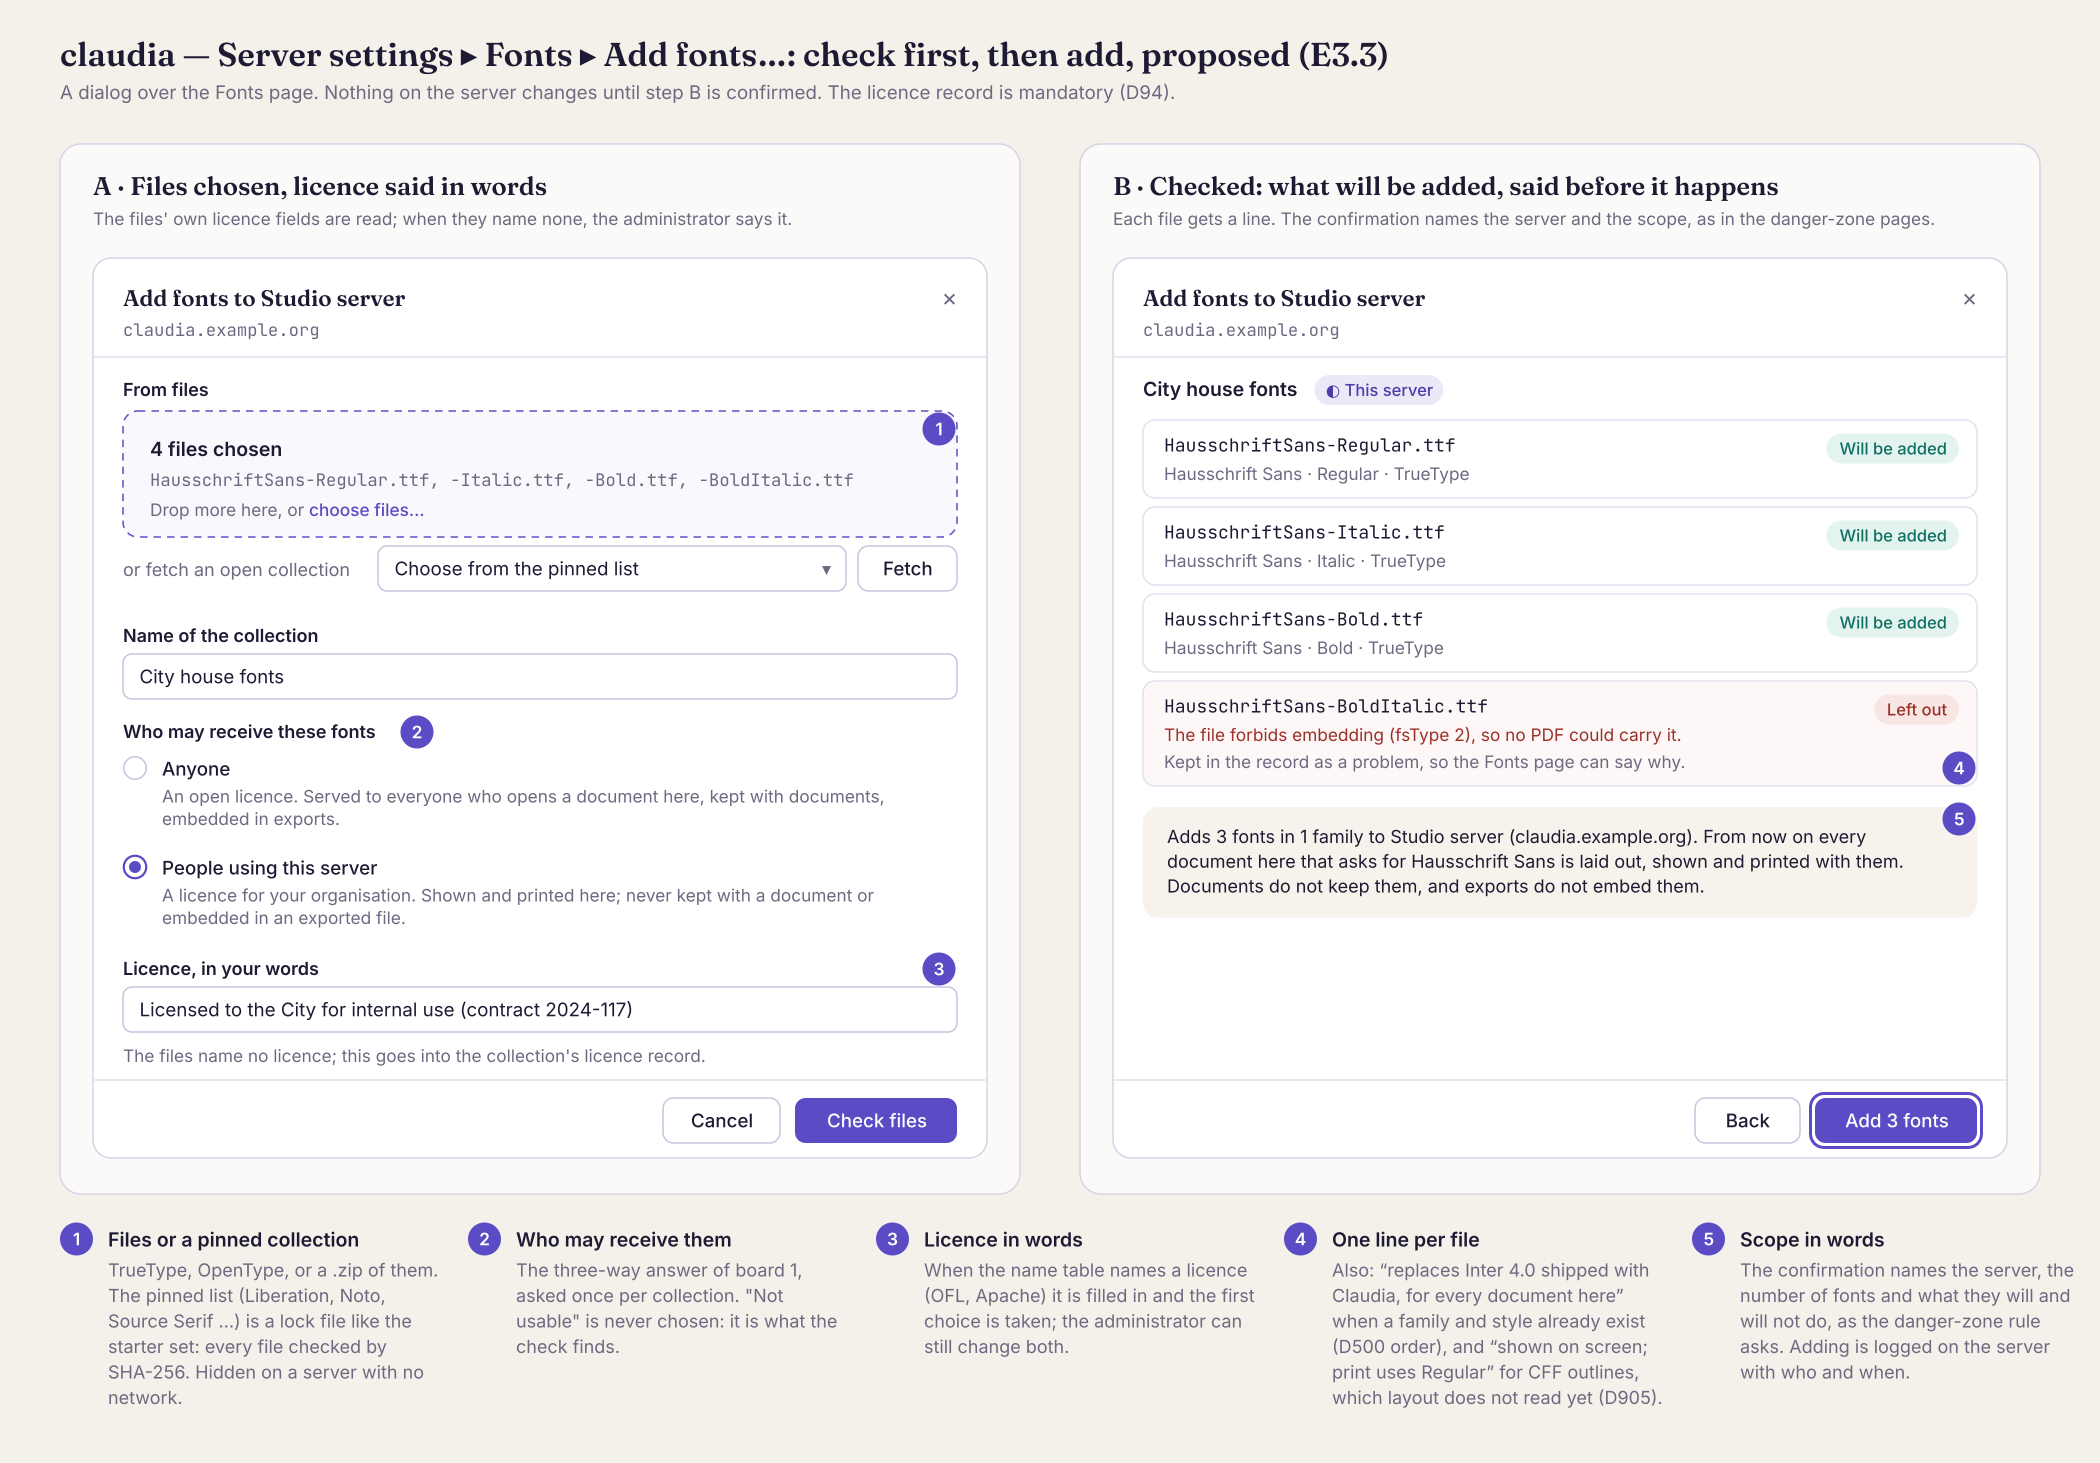 claudia — Server settings ▸ Fonts ▸ Add fonts…: check first, then add, proposed (E3.3)
A dialog over the Fonts page. Nothing on the server changes until step B is confirmed. The licence record is mandatory (D94).
A · Files chosen, licence said in words
The files' own licence fields are read; when they name none, the administrator says it.
Add fonts to Studio server
×
claudia.example.org
From files
1
4 files chosen
HausschriftSans-Regular.ttf, -Italic.ttf, -Bold.ttf, -BoldItalic.ttf
Drop more here, or choose files…
or fetch an open collection
Choose from the pinned list ▾
Fetch
Name of the collection
City house fonts
Who may receive these fonts
2
Anyone
An open licence. Served to everyone who opens a document here, kept with documents,
embedded in exports.
People using this server
A licence for your organisation. Shown and printed here; never kept with a document or
embedded in an exported file.
Licence, in your words
3
Licensed to the City for internal use (contract 2024-117)
The files name no licence; this goes into the collection's licence record.
Cancel
Check files
B · Checked: what will be added, said before it happens
Each file gets a line. The confirmation names the server and the scope, as in the danger-zone pages.
Add fonts to Studio server
×
claudia.example.org
City house fonts
◐ This server
HausschriftSans-Regular.ttf
Will be added
Hausschrift Sans · Regular · TrueType
HausschriftSans-Italic.ttf
Will be added
Hausschrift Sans · Italic · TrueType
HausschriftSans-Bold.ttf
Will be added
Hausschrift Sans · Bold · TrueType
HausschriftSans-BoldItalic.ttf
Left out
The file forbids embedding (fsType 2), so no PDF could carry it.
Kept in the record as a problem, so the Fonts page can say why.
4
5
Adds 3 fonts in 1 family to Studio server (claudia.example.org). From now on every
document here that asks for Hausschrift Sans is laid out, shown and printed with them.
Documents do not keep them, and exports do not embed them.
Back
Add 3 fonts
1
Files or a pinned collection
TrueType, OpenType, or a .zip of them.
The pinned list (Liberation, Noto,
Source Serif …) is a lock file like the
starter set: every file checked by
SHA-256. Hidden on a server with no
network.
2
Who may receive them
The three-way answer of board 1,
asked once per collection. "Not
usable" is never chosen: it is what the
check finds.
3
Licence in words
When the name table names a licence
(OFL, Apache) it is filled in and the first
choice is taken; the administrator can
still change both.
4
One line per file
Also: “replaces Inter 4.0 shipped with
Claudia, for every document here”
when a family and style already exist
(D500 order), and “shown on screen;
print uses Regular” for CFF outlines,
which layout does not read yet (D905).
5
Scope in words
The confirmation names the server, the
number of fonts and what they will and
will not do, as the danger-zone rule
asks. Adding is logged on the server
with who and when.